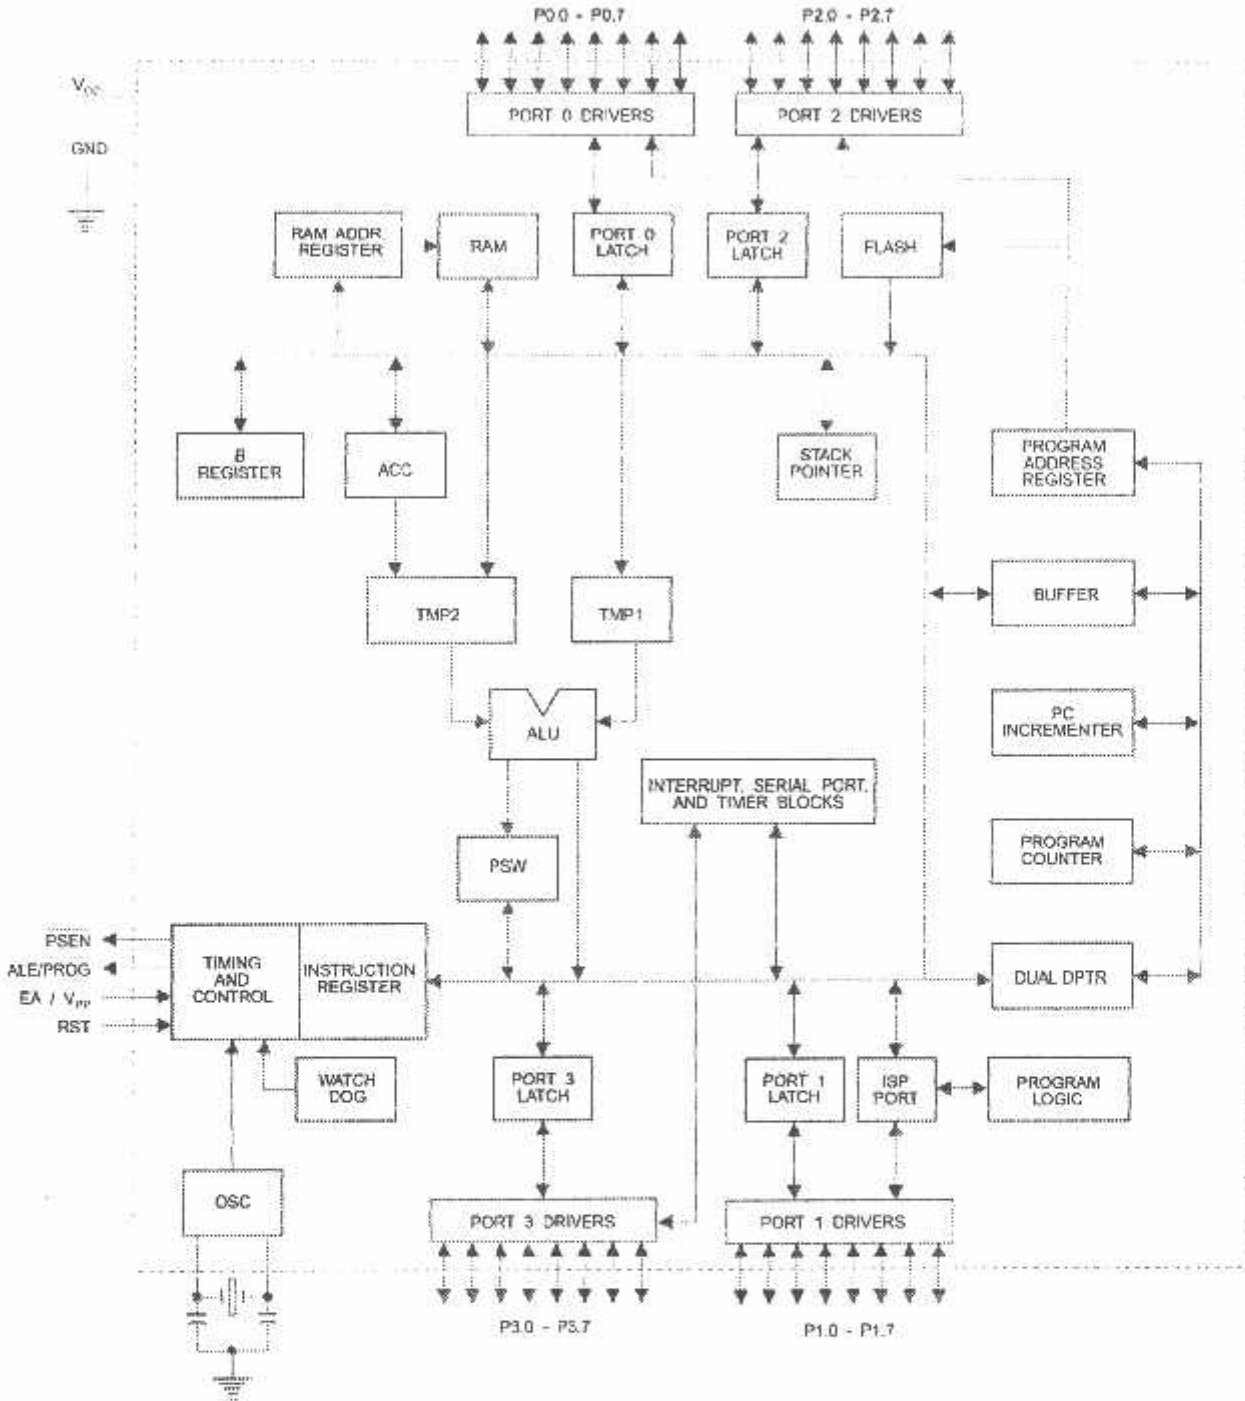 P0.0 - P0.7
P2.0 - P2.7
VCC
PORT 0 DRIVERS
PORT 2 DRIVERS
GND
RAM ADDR.
REGISTER
RAM
PORT 0
LATCH
PORT 2
LATCH
FLASH
B
REGISTER
ACC
STACK
POINTER
PROGRAM
ADDRESS
REGISTER
BUFFER
TMP2
TMP1
PC
INCREMENTER
ALU
INTERRUPT, SERIAL PORT,
AND TIMER BLOCKS
PROGRAM
COUNTER
PSW
PSEN
ALE/PROG
EA / VPP
RST
TIMING
AND
CONTROL
INSTRUCTION
REGISTER
DUAL DPTR
WATCH
DOG
PORT 3
LATCH
PORT 1
LATCH
ISP
PORT
PROGRAM
LOGIC
OSC
PORT 3 DRIVERS
PORT 1 DRIVERS
P3.0 - P3.7
P1.0 - P1.7